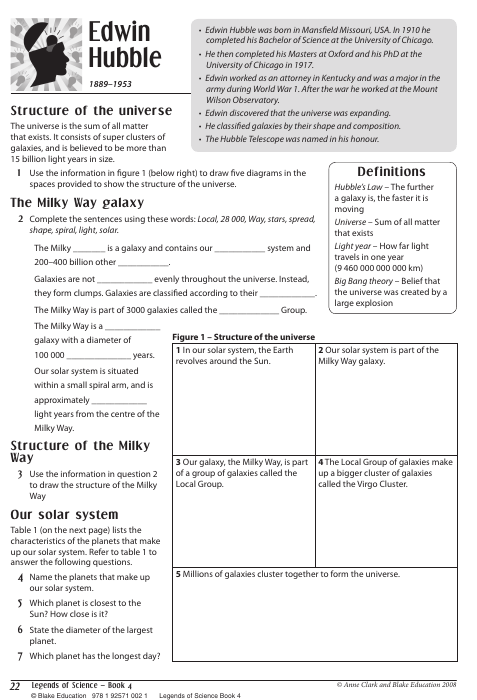 Edwin
Hubble
1889–1953
• Edwin Hubble was born in Mansfield Missouri, USA. In 1910 he
completed his Bachelor of Science at the University of Chicago.
• He then completed his Masters at Oxford and his PhD at the
University of Chicago in 1917.
• Edwin worked as an attorney in Kentucky and was a major in the
army during World War 1. After the war he worked at the Mount
Wilson Observatory.
• Edwin discovered that the universe was expanding.
• He classified galaxies by their shape and composition.
• The Hubble Telescope was named in his honour.
Structure of the universe
The universe is the sum of all matter
that exists. It consists of super clusters of
galaxies, and is believed to be more than
15 billion light years in size.
1 Use the information in figure 1 (below right) to draw five diagrams in the
spaces provided to show the structure of the universe.
The Milky Way galaxy
2 Complete the sentences using these words: Local, 28 000, Way, stars, spread,
shape, spiral, light, solar.
The Milky _______ is a galaxy and contains our __________ system and
200–400 billion other ___________.
Galaxies are not ___________ evenly throughout the universe. Instead,
they form clumps. Galaxies are classified according to their ____________.
The Milky Way is part of 3000 galaxies called the ____________ Group.
The Milky Way is a ____________
galaxy with a diameter of
100 000 ______________ years.
Our solar system is situated
within a small spiral arm, and is
approximately ____________
light years from the centre of the
Milky Way.
Structure of the Milky
Way
3 Use the information in question 2
to draw the structure of the Milky
Way
Our solar system
Table 1 (on the next page) lists the
characteristics of the planets that make
up our solar system. Refer to table 1 to
answer the following questions.
4 Name the planets that make up
our solar system.
5 Which planet is closest to the
Sun? How close is it?
6 State the diameter of the largest
planet.
7 Which planet has the longest day?
Definitions
Hubble's Law – The further
a galaxy is, the faster it is
moving
Universe – Sum of all matter
that exists
Light year – How far light
travels in one year
(9 460 000 000 000 km)
Big Bang theory – Belief that
the universe was created by a
large explosion
Figure 1 – Structure of the universe
1 In our solar system, the Earth
revolves around the Sun.
2 Our solar system is part of the
Milky Way galaxy.
3 Our galaxy, the Milky Way, is part
of a group of galaxies called the
Local Group.
4 The Local Group of galaxies make
up a bigger cluster of galaxies
called the Virgo Cluster.
5 Millions of galaxies cluster together to form the universe.
22 Legends of Science – Book 4
© Anne Clark and Blake Education 2008
© Blake Education 978 1 92571 002 1 Legends of Science Book 4